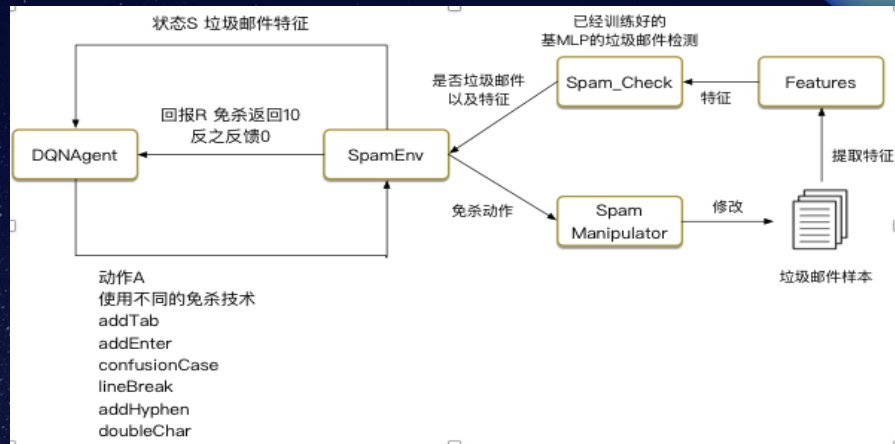 状态S 垃圾邮件特征
已经训练好的
基MLP的垃圾邮件检测
是否垃圾邮件
以及特征
Spam_Check
特征
Features
回报R 免杀返回10
反之反馈0
DQNAgent
SpamEnv
提取特征
免杀动作
Spam
Manipulator
修改
垃圾邮件样本
动作A
使用不同的免杀技术
addTab
addEnter
confusionCase
lineBreak
addHyphen
doubleChar